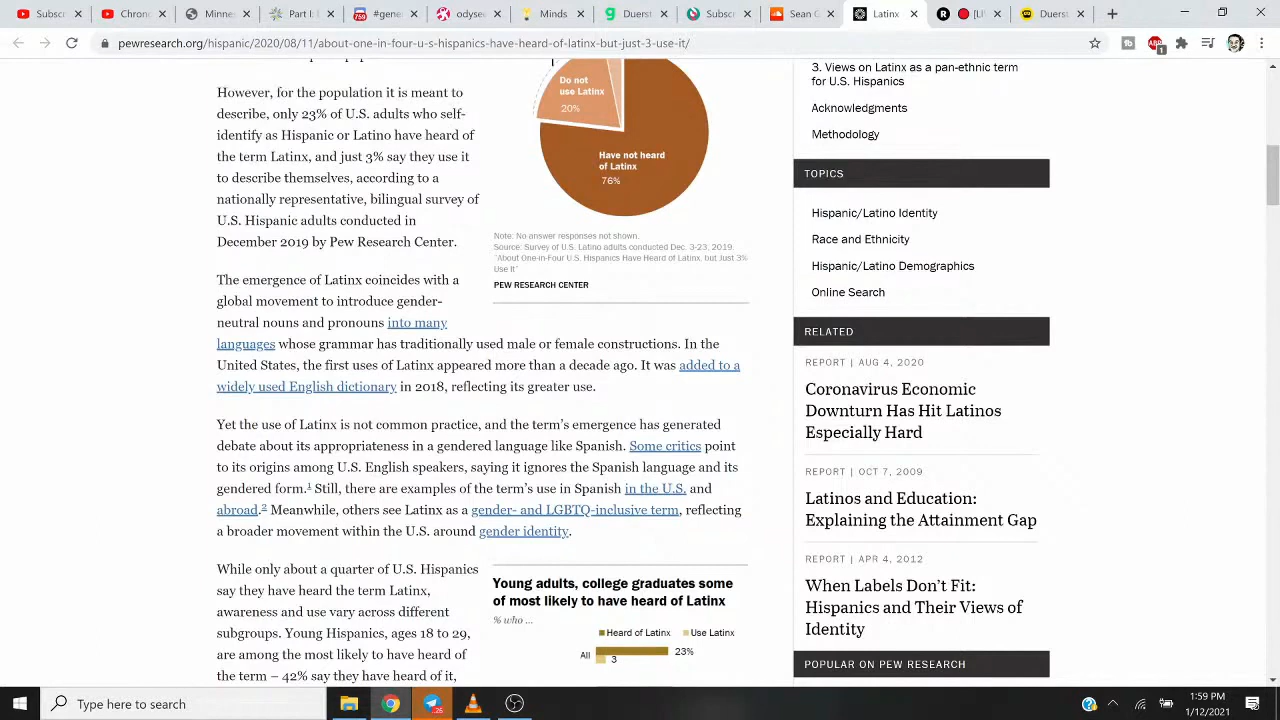 Subscr
Minds
Minecr
Part I
758
#gene
odyse
Minds
Subsc
Sean
Latinx
Duers
pewresearch.org/hispanic/2020/08/11/about-one-in-four-u-s-hispanics-have-heard-of-latinx-but-just-3-use-it/
1
However, for the population it is meant to
describe, only 23% of U.S. adults who self-
identify as Hispanic or Latino have heard of
the term Latinx, and just 3% say they use it
to describe themselves, according to a
nationally representative, bilingual survey of
U.S. Hispanic adults conducted in
December 2019 by Pew Research Center.
Do not
use Latinx
20%
Have not heard
of Latinx
76%
Note: No answer responses not shown.
Source: Survey of U.S. Latino adults conducted Dec. 3-23, 2019.
"About One-in-Four U.S. Hispanics Have Heard of Latinx, but Just 3%
Use It"
PEW RESEARCH CENTER
The emergence of Latinx coincides with a
global movement to introduce gender-
neutral nouns and pronouns into many
languages whose grammar has traditionally used male or female constructions. In the
United States, the first uses of Latinx appeared more than a decade ago. It was added to a
widely used English dictionary in 2018, reflecting its greater use.
Yet the use of Latinx is not common practice, and the term's emergence has generated
debate about its appropriateness in a gendered language like Spanish. Some critics point
to its origins among U.S. English speakers, saying it ignores the Spanish language and its
gendered form.1 Still, there are examples of the term's use in Spanish in the U.S. and
abroad.2 Meanwhile, others see Latinx as a gender- and LGBTQ-inclusive term, reflecting
a broader movement within the U.S. around gender identity.
While only about a quarter of U.S. Hispanics
say they have heard the term Latinx,
awareness and use vary across different
subgroups. Young Hispanics, ages 18 to 29,
are among the most likely to have heard of
the term – 42% say they have heard of it,
Young adults, college graduates some
of most likely to have heard of Latinx
% who ...
Heard of Latinx Use Latinx
All 23%
3
3. Views on Latinx as a pan-ethnic term
for U.S. Hispanics
Acknowledgments
Methodology
TOPICS
Hispanic/Latino Identity
Race and Ethnicity
Hispanic/Latino Demographics
Online Search
RELATED
REPORT | AUG 4, 2020
Coronavirus Economic
Downturn Has Hit Latinos
Especially Hard
REPORT | OCT 7, 2009
Latinos and Education:
Explaining the Attainment Gap
REPORT | APR 4, 2012
When Labels Don't Fit:
Hispanics and Their Views of
Identity
POPULAR ON PEW RESEARCH
Type here to search
1:59 PM
1/12/2021